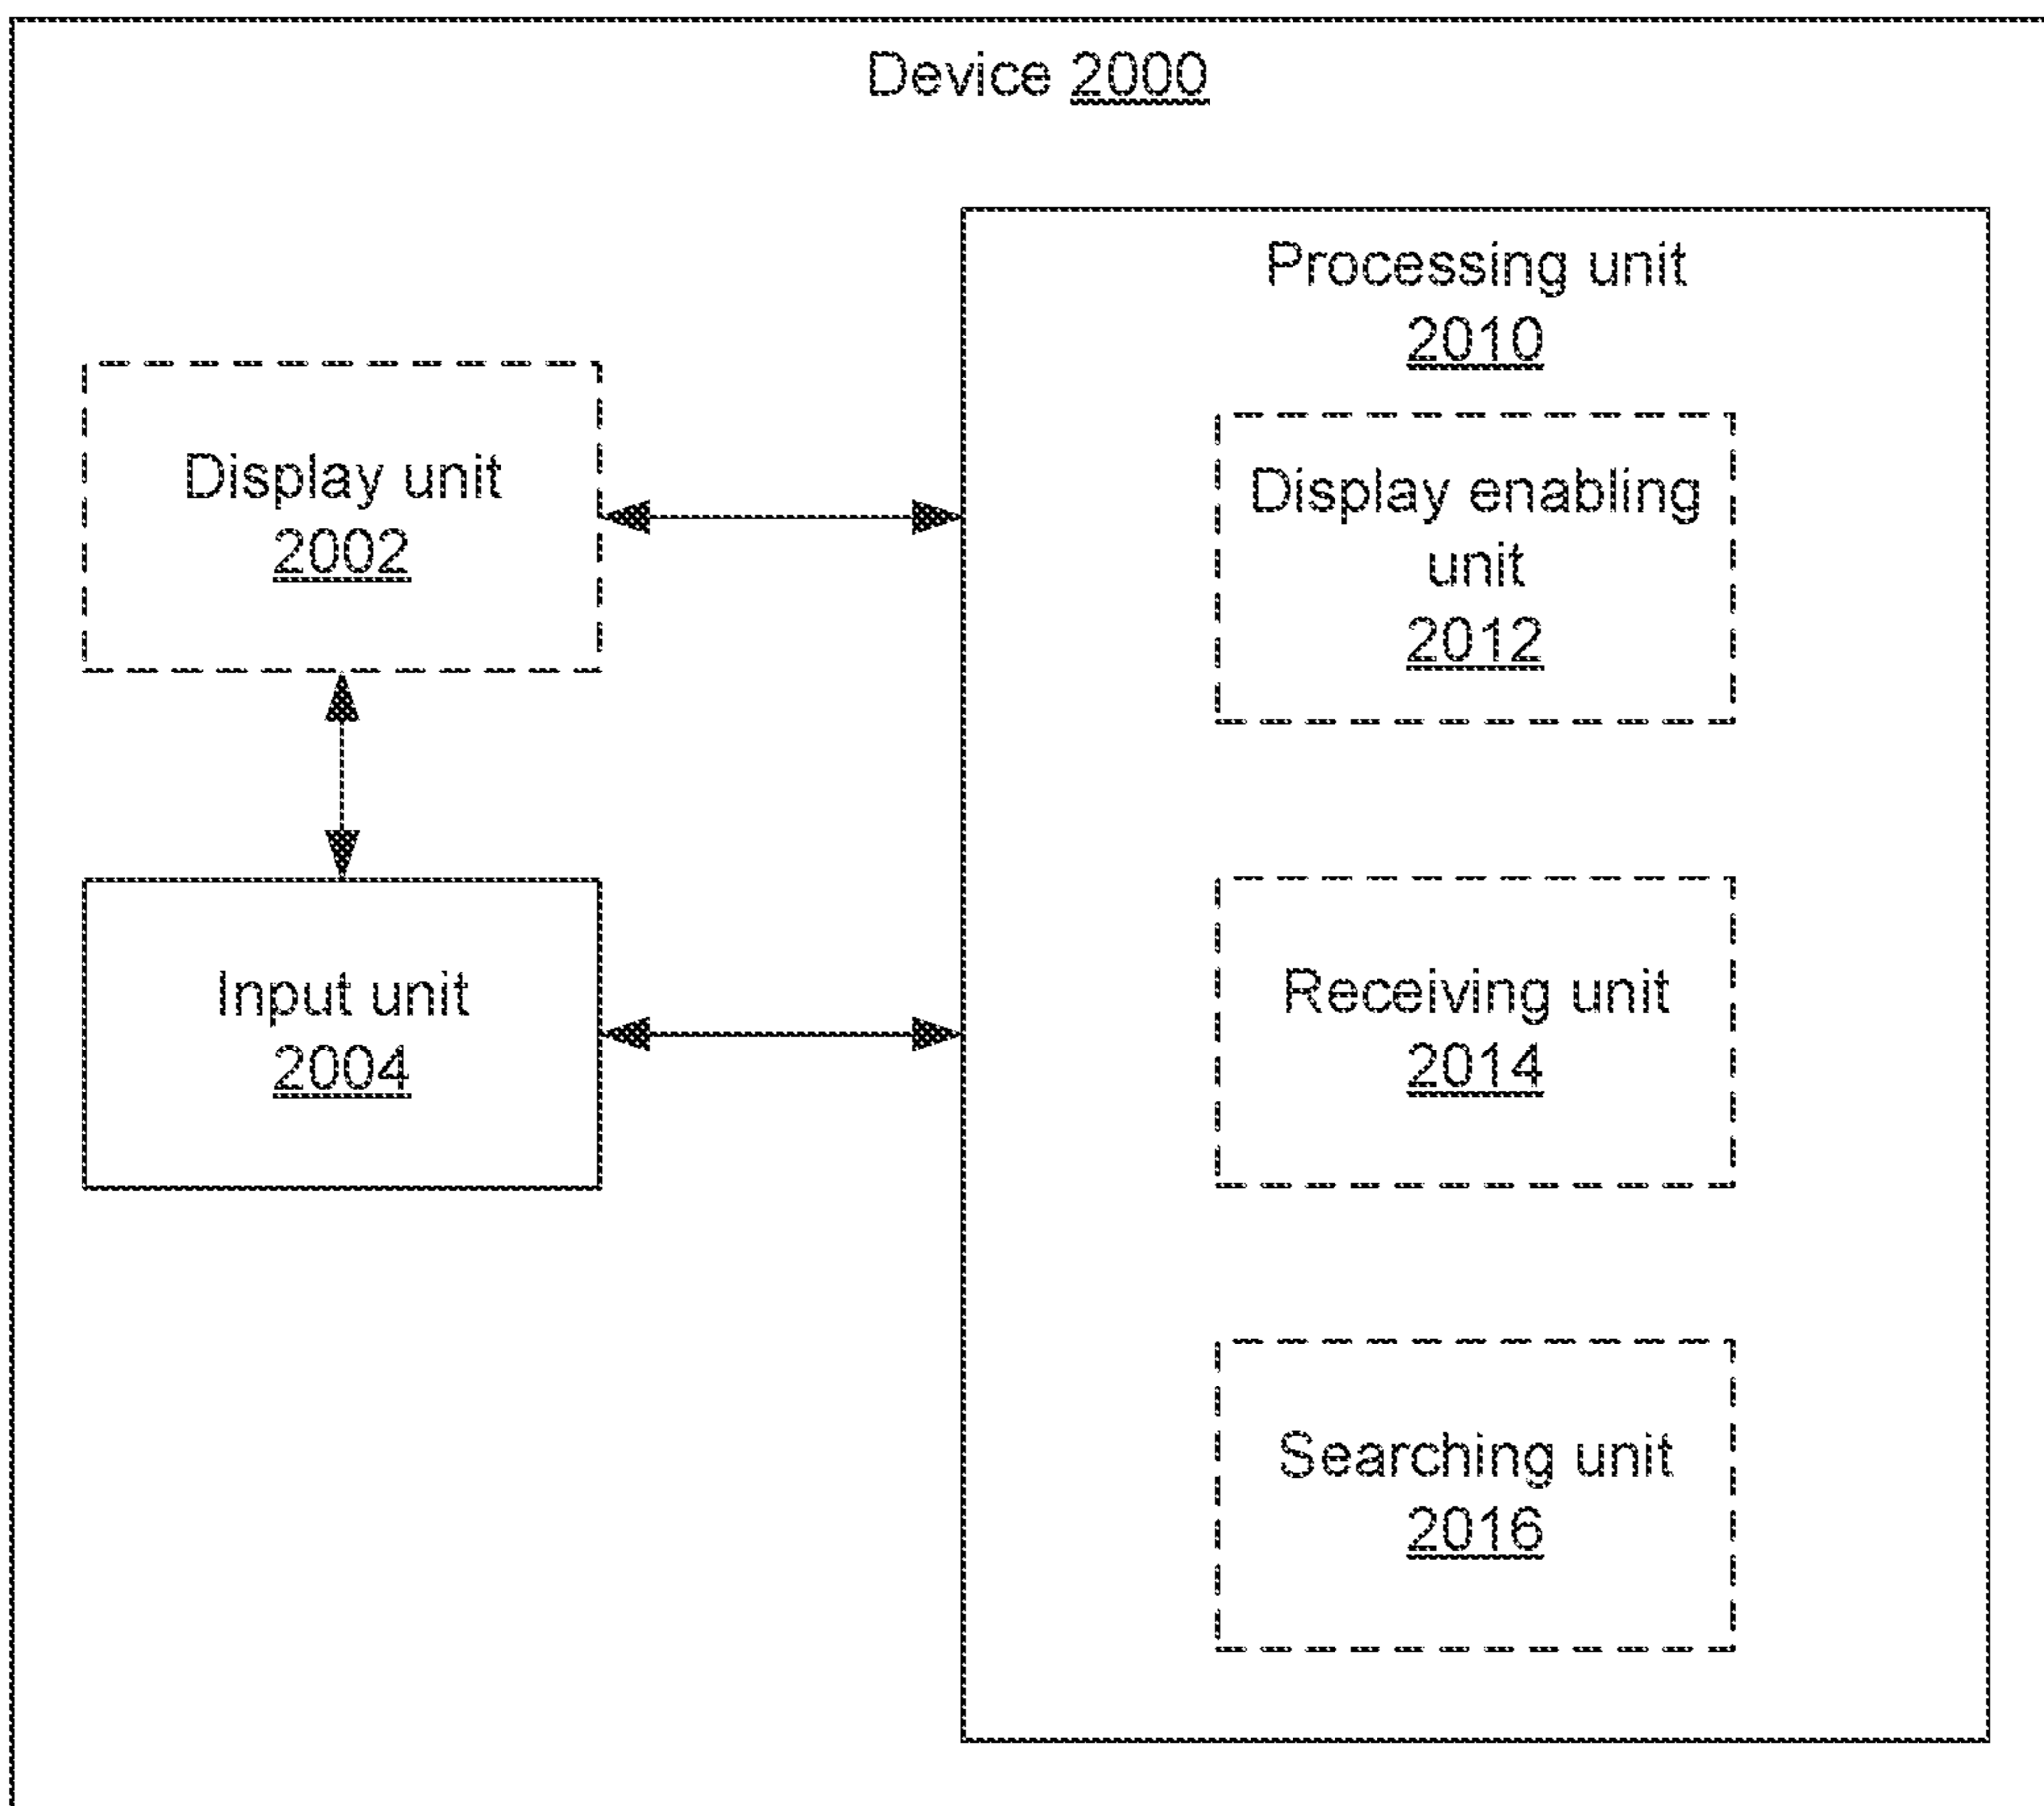 Device 2000
Processing unit
2010
Display unit
2002
Display enabling
unit
2012
Input unit
2004
Receiving unit
2014
Searching unit
2016